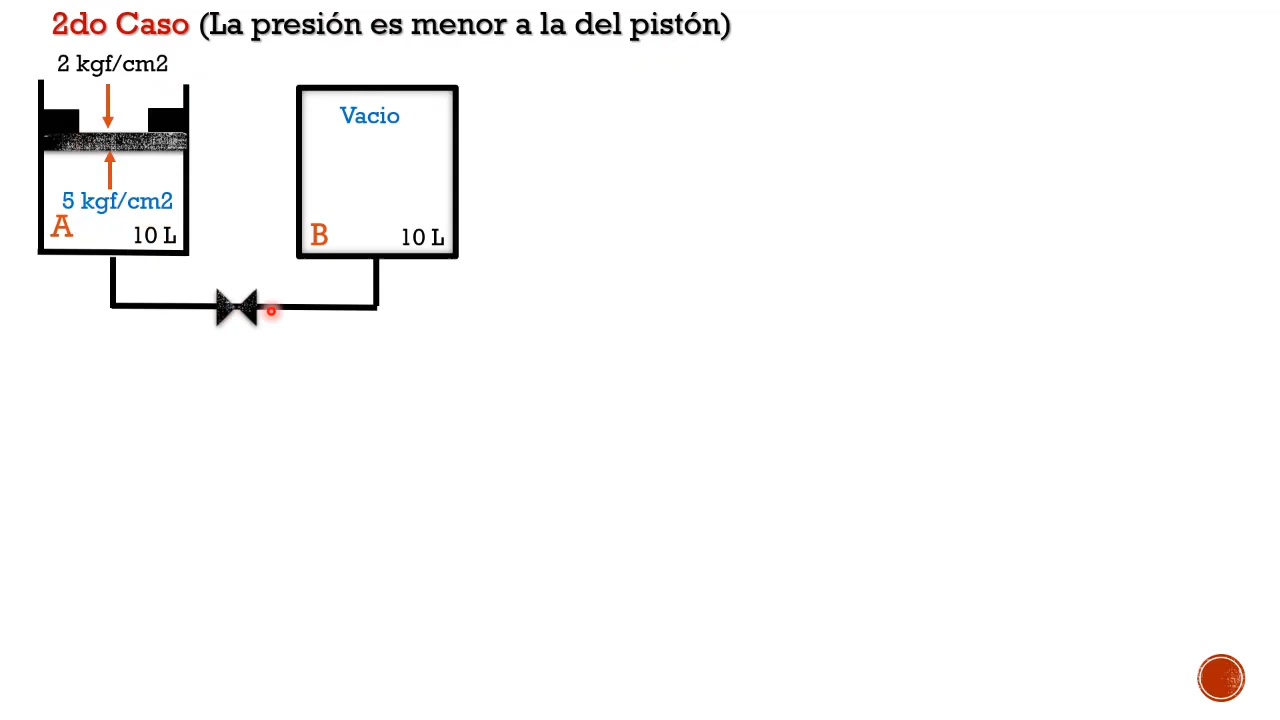 2do Caso (La presión es menor a la del pistón)
2 kgf/cm2
Vacio
5 kgf/cm2
A
10 L
B
10 L